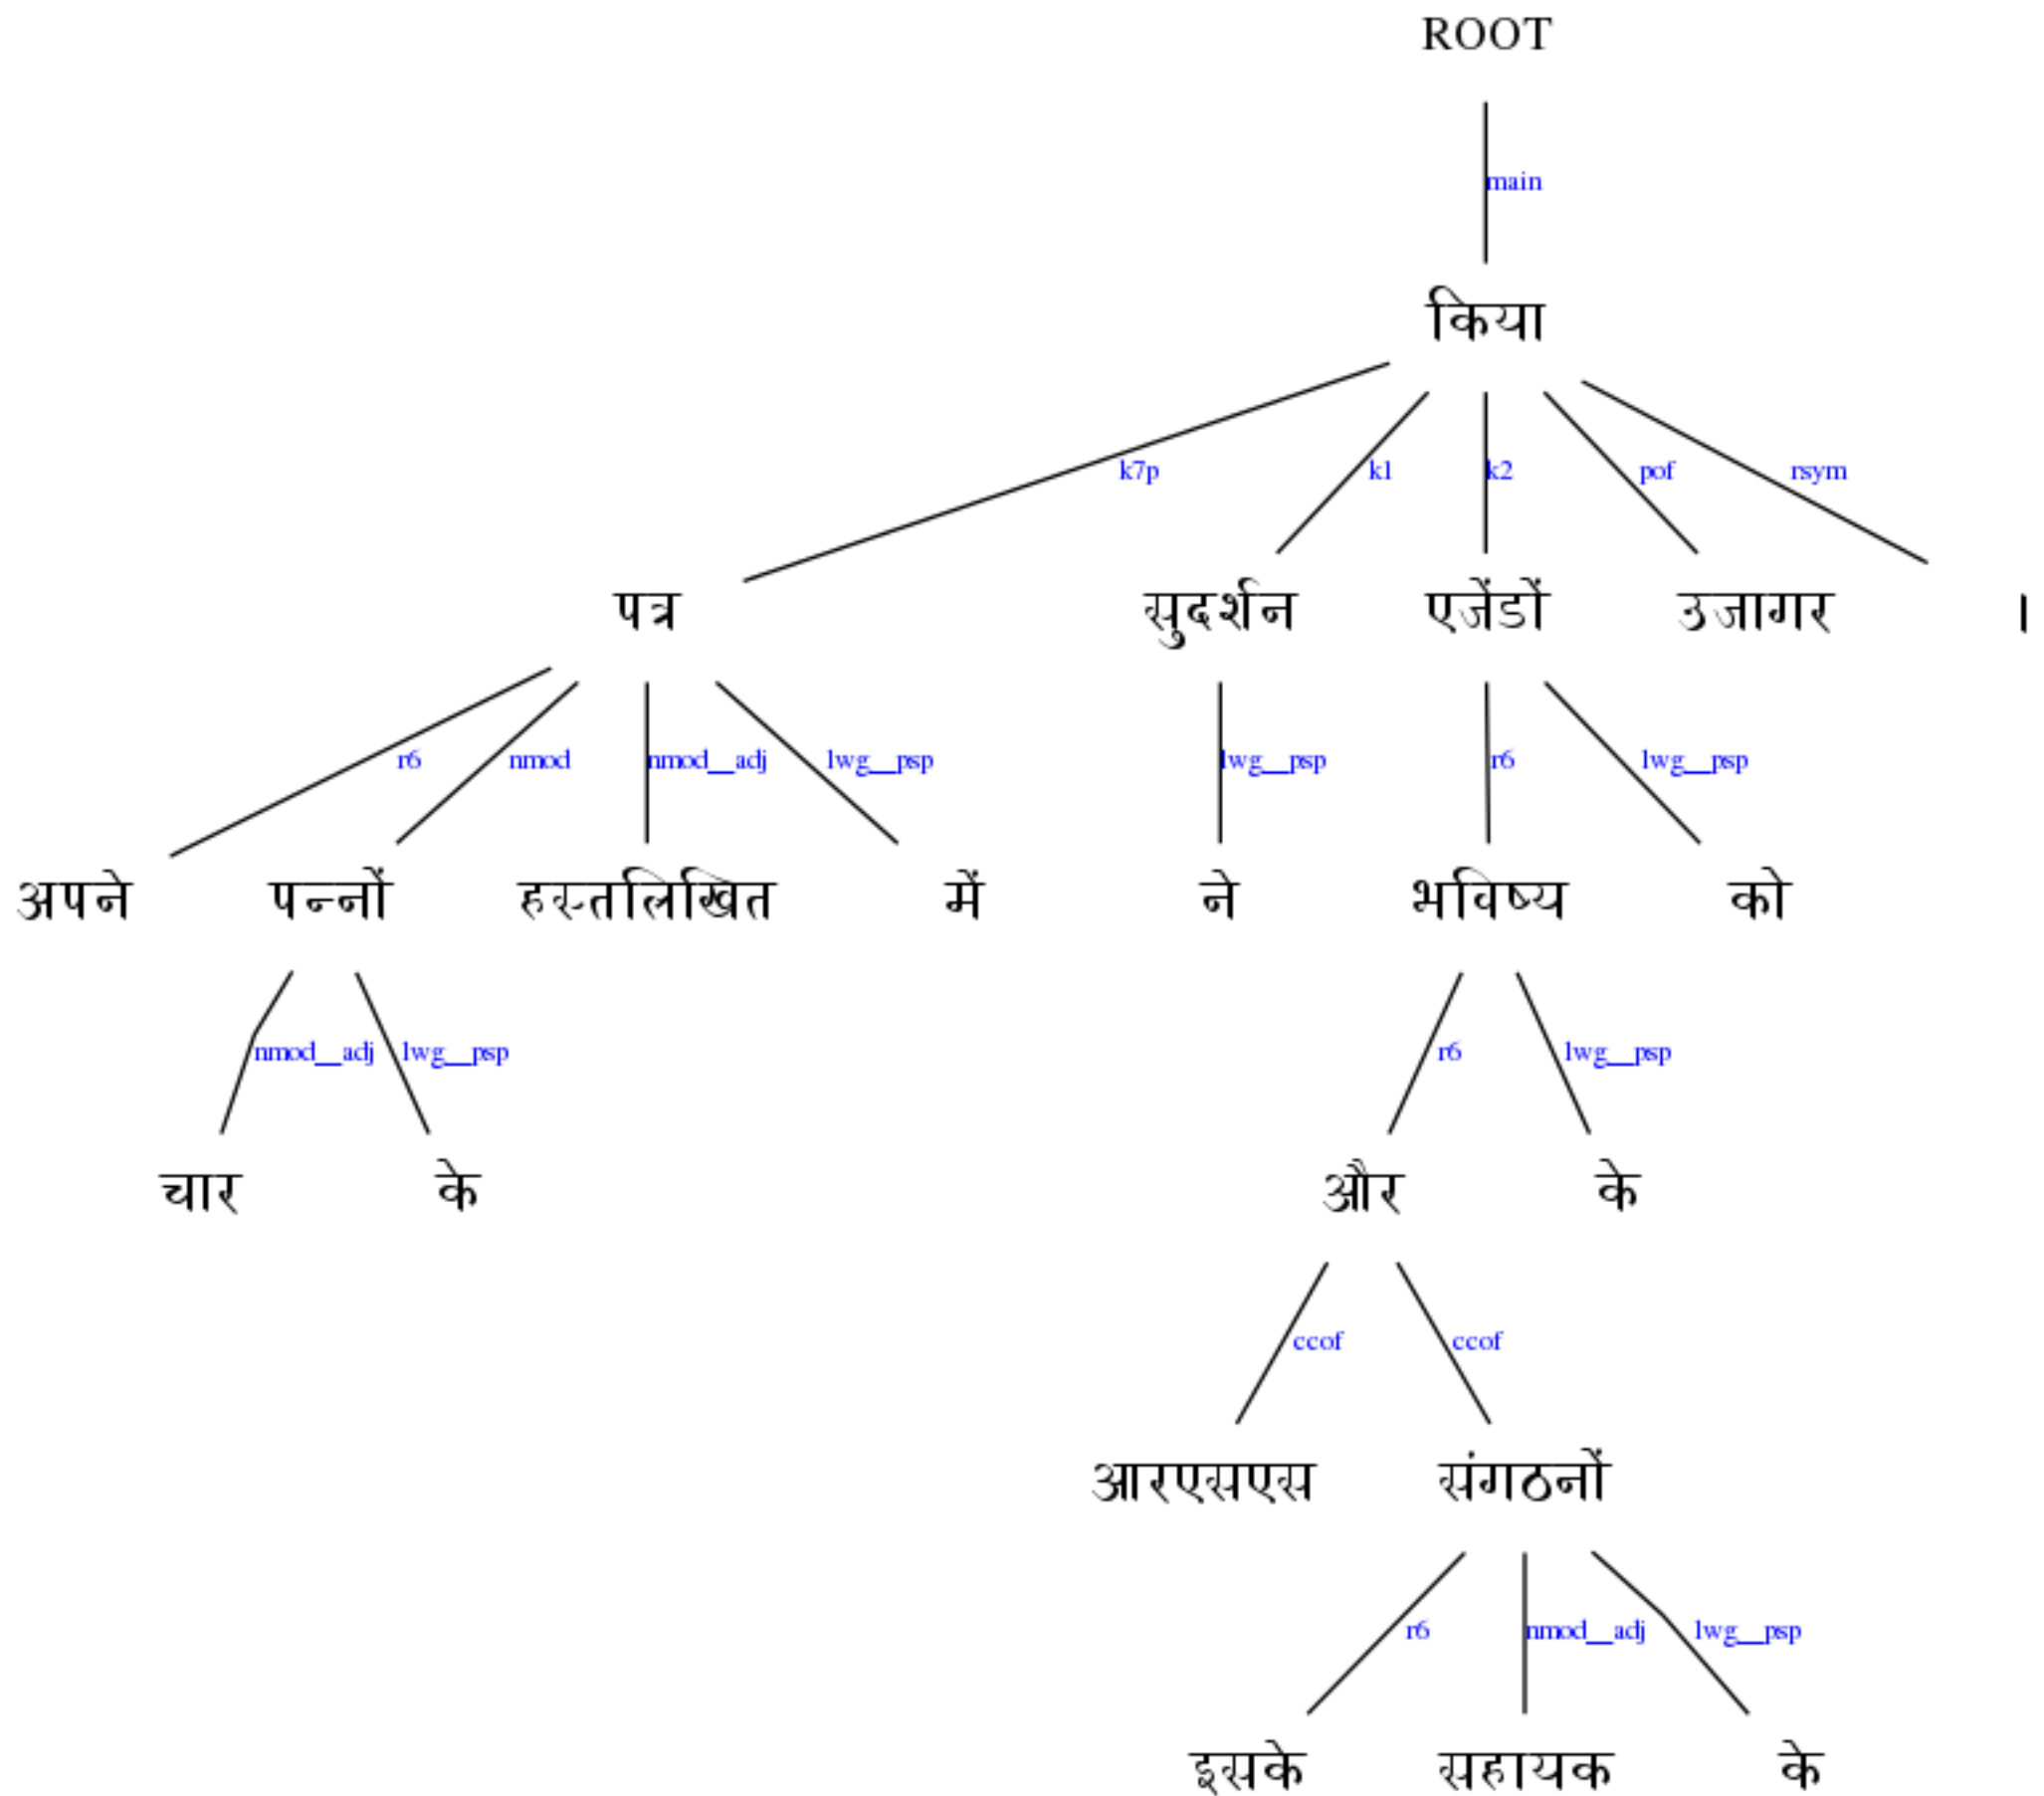 ROOT
main
किया
k7p k1 k2 pof rsym
पत्र सुदर्शन एजेंडों उजागर ।
r6 nmod nmod__adj lwg__psp lwg__psp r6 lwg__psp
अपने पन्नों हस्तलिखित में ने भविष्य को
nmod__adj lwg__psp r6 lwg__psp
चार के और के
ccof ccof
आरएसएस संगठनों
r6 nmod__adj lwg__psp
इसके सहायक के